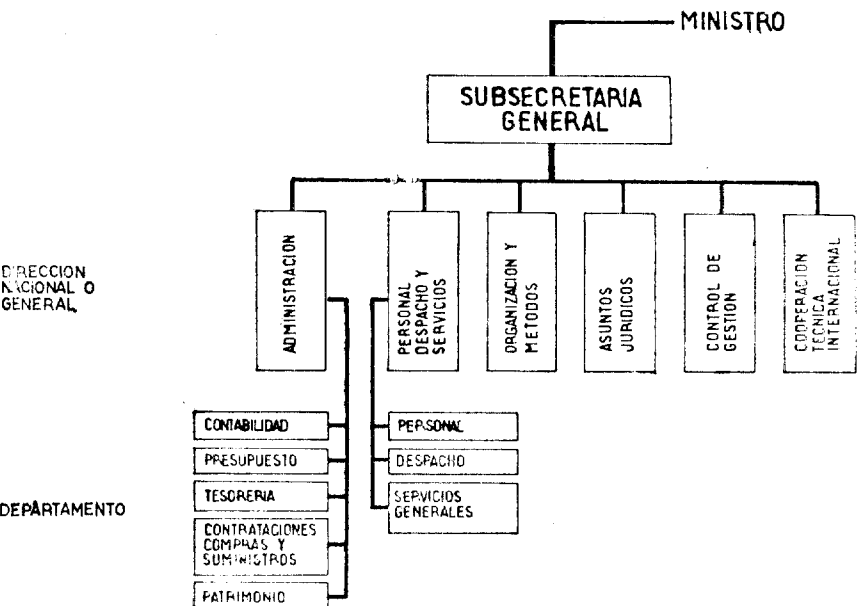 MINISTRO
SUBSECRETARIA
GENERAL
DIRECCION
NACIONAL O
GENERAL
ADMINISTRACION
PERSONAL
DESPACHO Y
SERVICIOS
ORGANIZACION Y
METODOS
ASUNTOS
JURIDICOS
CONTROL DE
GESTION
COOPERACION
TECNICA
INTERNACIONAL
DEPARTAMENTO
CONTABILIDAD
PRESUPUESTO
TESORERIA
CONTRATACIONES
COMPRAS Y
SUMINISTROS
PATRIMONIO
PERSONAL
DESPACHO
SERVICIOS
GENERALES